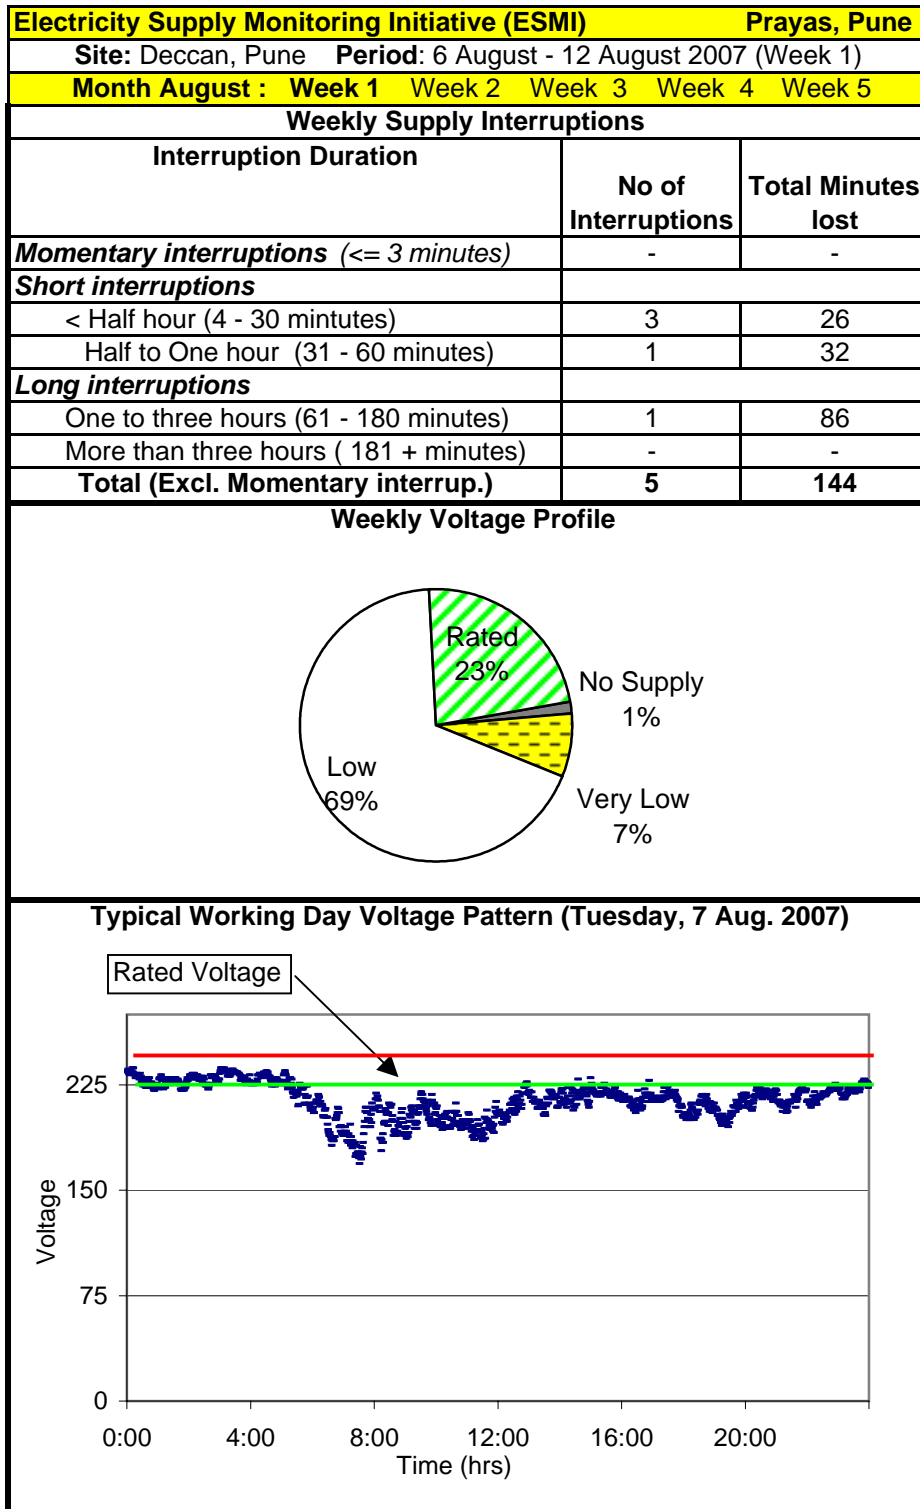 Electricity Supply Monitoring Initiative (ESMI) Prayas, Pune
Site: Deccan, Pune Period: 6 August - 12 August 2007 (Week 1)
Month August : Week 1 Week 2 Week 3 Week 4 Week 5
Weekly Supply Interruptions
Interruption Duration
No of Interruptions
Total Minutes lost
Momentary interruptions (<= 3 minutes) - -
Short interruptions
< Half hour (4 - 30 mintutes) 3 26
Half to One hour (31 - 60 minutes) 1 32
Long interruptions
One to three hours (61 - 180 minutes) 1 86
More than three hours ( 181 + minutes) - -
Total (Excl. Momentary interrup.) 5 144
Weekly Voltage Profile
Rated
23%
No Supply
1%
Low
69%
Very Low
7%
Typical Working Day Voltage Pattern (Tuesday, 7 Aug. 2007)
Rated Voltage
225
150
75
0
Voltage
0:00 4:00 8:00 12:00 16:00 20:00
Time (hrs)